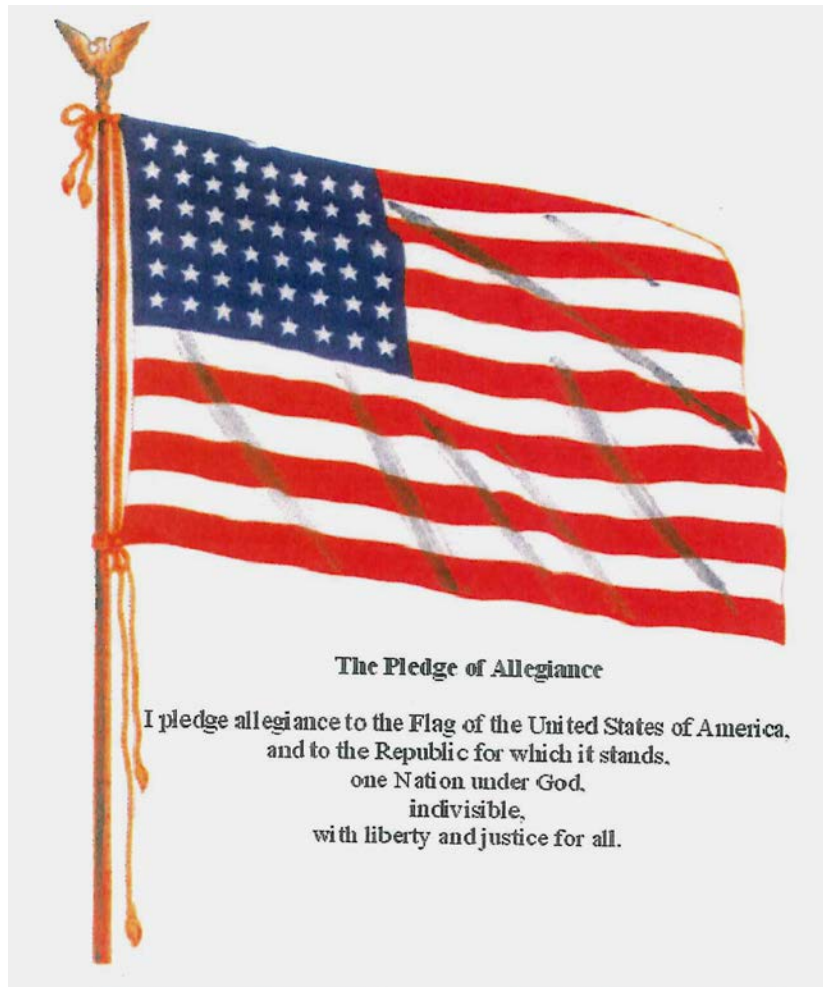 The Pledge of Allegiance
I pledge allegiance to the Flag of the United States of America,
and to the Republic for which it stands,
one Nation under God,
indivisible,
with liberty and justice for all.